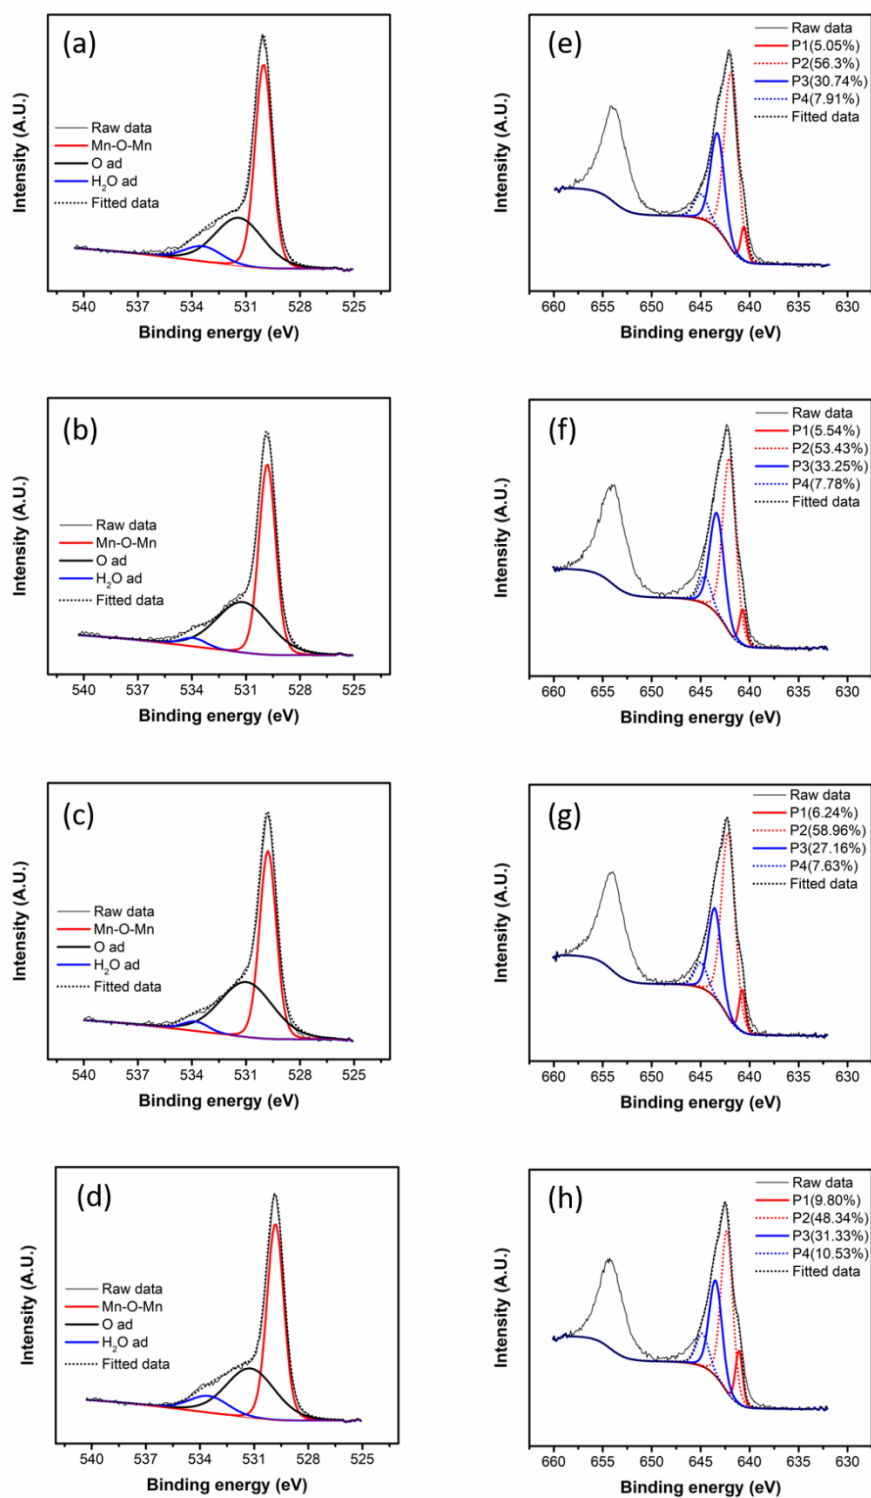 (a)
Raw data
Mn-O-Mn
O ad
H₂O ad
Fitted data
Intensity (A.U.)
540 537 534 531 528 525
Binding energy (eV)
(e)
Raw data
P1(5.05%)
P2(56.3%)
P3(30.74%)
P4(7.91%)
Fitted data
Intensity (A.U.)
660 655 650 645 640 635 630
Binding energy (eV)
(b)
Raw data
Mn-O-Mn
O ad
H₂O ad
Fitted data
Intensity (A.U.)
540 537 534 531 528 525
Binding energy (eV)
(f)
Raw data
P1(5.54%)
P2(53.43%)
P3(33.25%)
P4(7.78%)
Fitted data
Intensity (A.U.)
660 655 650 645 640 635 630
Binding energy (eV)
(c)
Raw data
Mn-O-Mn
O ad
H₂O ad
Fitted data
Intensity (A.U.)
540 537 534 531 528 525
Binding energy (eV)
(g)
Raw data
P1(6.24%)
P2(58.96%)
P3(27.16%)
P4(7.63%)
Fitted data
Intensity (A.U.)
660 655 650 645 640 635 630
Binding energy (eV)
(d)
Raw data
Mn-O-Mn
O ad
H₂O ad
Fitted data
Intensity (A.U.)
540 537 534 531 528 525
Binding energy (eV)
(h)
Raw data
P1(9.80%)
P2(48.34%)
P3(31.33%)
P4(10.53%)
Fitted data
Intensity (A.U.)
660 655 650 645 640 635 630
Binding energy (eV)